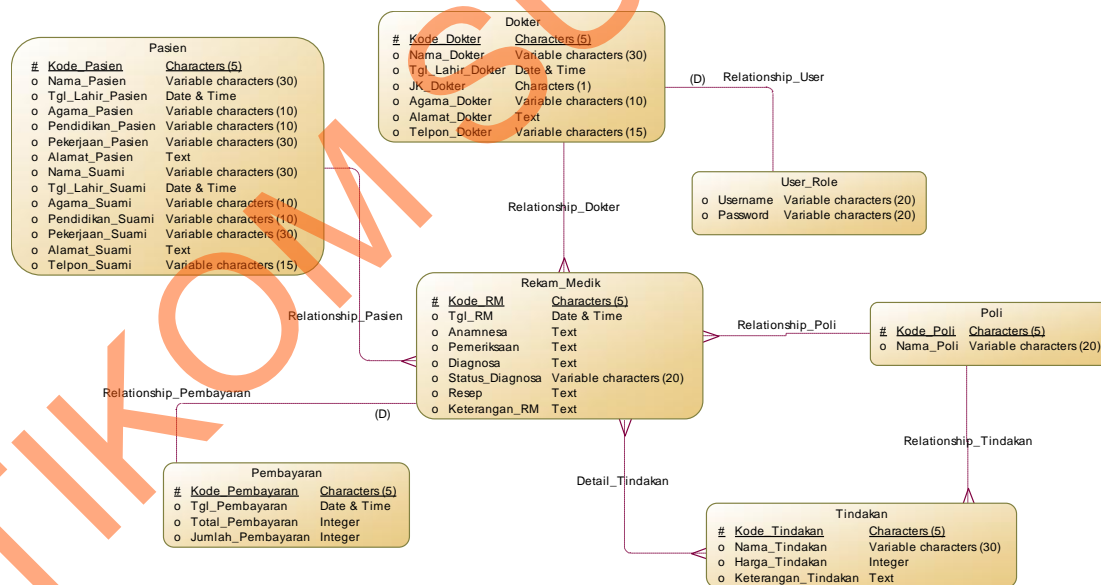 Pasien
# Kode_Pasien Characters (5)
o Nama_Pasien Variable characters (30)
o Tgl_Lahir_Pasien Date & Time
o Agama_Pasien Variable characters (10)
o Pendidikan_Pasien Variable characters (10)
o Pekerjaan_Pasien Variable characters (30)
o Alamat_Pasien Text
o Nama_Suami Variable characters (30)
o Tgl_Lahir_Suami Date & Time
o Agama_Suami Variable characters (10)
o Pendidikan_Suami Variable characters (10)
o Pekerjaan_Suami Variable characters (30)
o Alamat_Suami Text
o Telpon_Suami Variable characters (15)
Dokter
# Kode_Dokter Characters (5)
o Nama_Dokter Variable characters (30)
o Tgl_Lahir_Dokter Date & Time
o JK_Dokter Characters (1)
o Agama_Dokter Variable characters (10)
o Alamat_Dokter Text
o Telpon_Dokter Variable characters (15)
(D) Relationship_User
User_Role
o Username Variable characters (20)
o Password Variable characters (20)
Relationship_Dokter
Relationship_Pasien
Rekam_Medik
# Kode_RM Characters (5)
o Tgl_RM Date & Time
o Anamnesa Text
o Pemeriksaan Text
o Diagnosa Text
o Status_Diagnosa Variable characters (20)
o Resep Text
o Keterangan_RM Text
Relationship_Poli
Poli
# Kode_Poli Characters (5)
o Nama_Poli Variable characters (20)
Relationship_Pembayaran
(D)
Pembayaran
# Kode_Pembayaran Characters (5)
o Tgl_Pembayaran Date & Time
o Total_Pembayaran Integer
o Jumlah_Pembayaran Integer
Detail_Tindakan
Relationship_Tindakan
Tindakan
# Kode_Tindakan Characters (5)
o Nama_Tindakan Variable characters (30)
o Harga_Tindakan Integer
o Keterangan_Tindakan Text
TIKOM SU